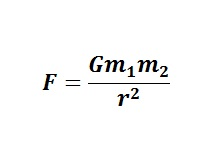 F = Gm₁m₂ / r²